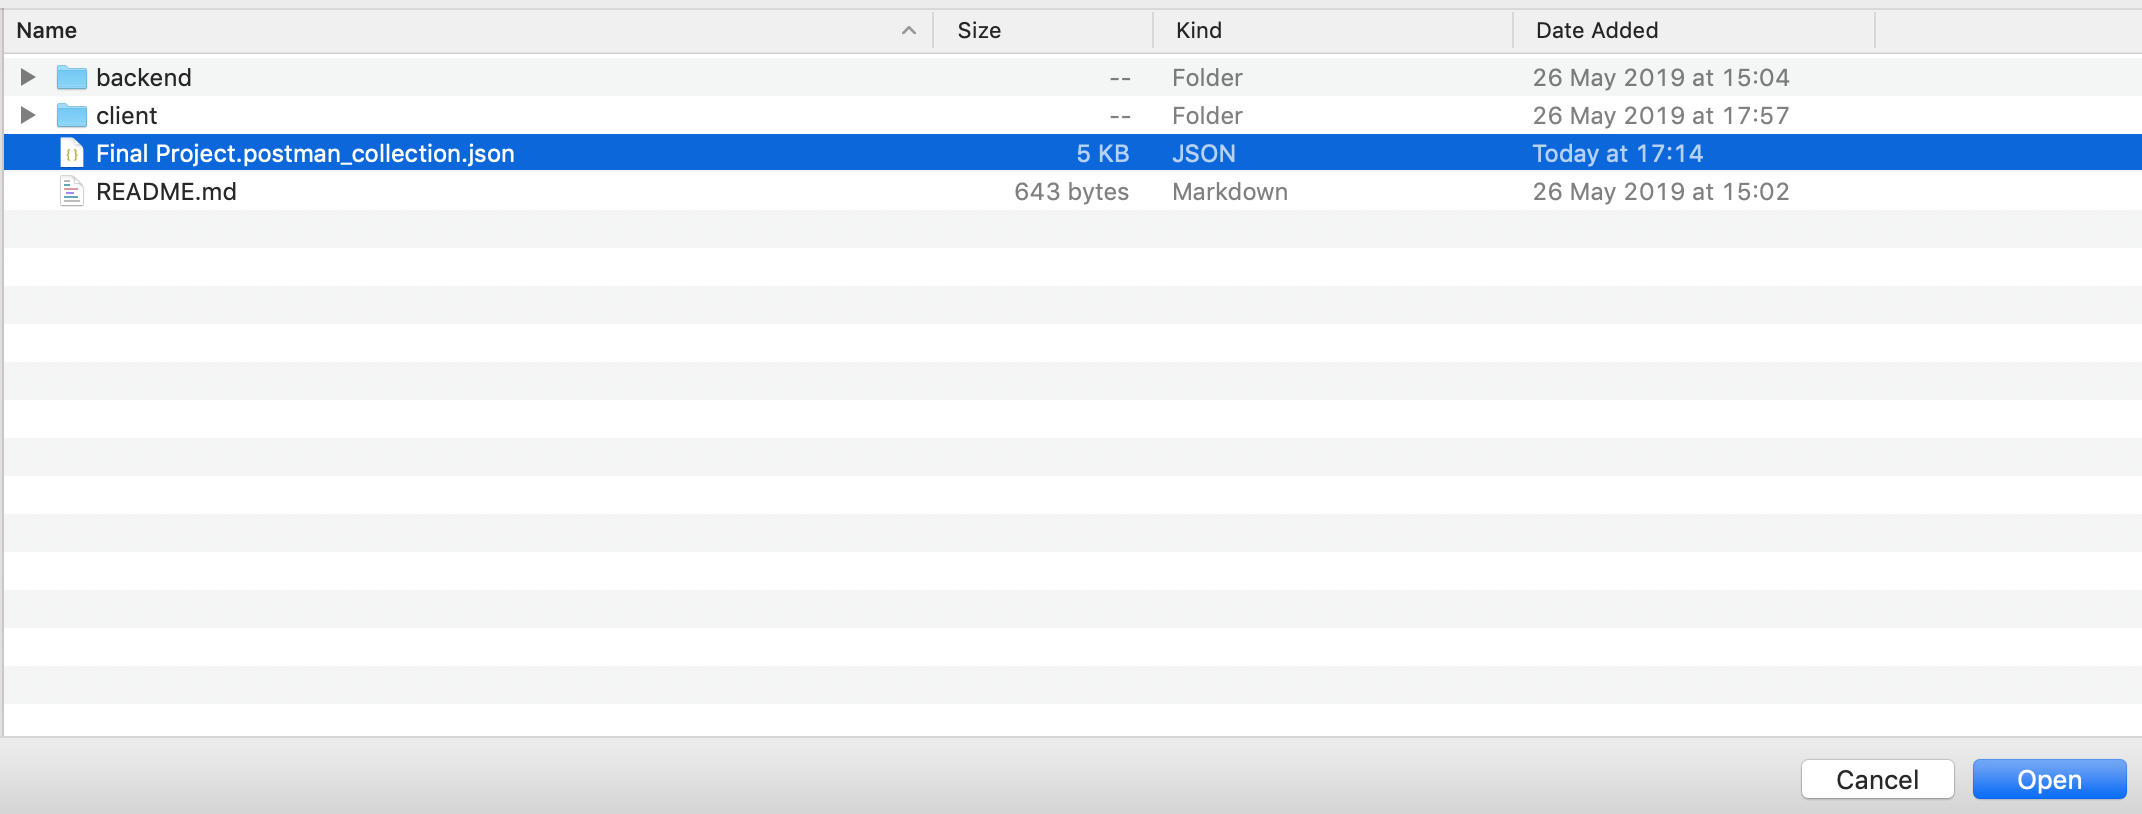 Name Size Kind Date Added
backend -- Folder 26 May 2019 at 15:04
client -- Folder 26 May 2019 at 17:57
Final Project.postman_collection.json 5 KB JSON Today at 17:14
README.md 643 bytes Markdown 26 May 2019 at 15:02
Cancel Open